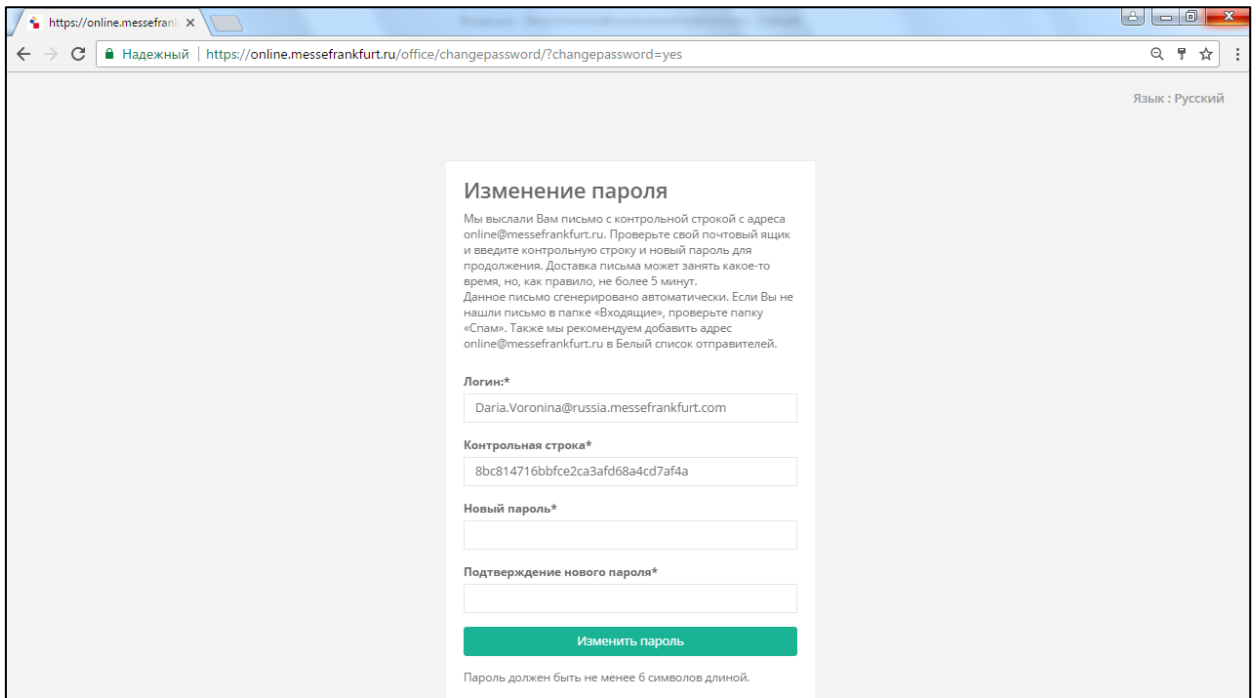 https://online.messefran
Надежный | https://online.messefrankfurt.ru/office/changepassword/?changepassword=yes
Язык : Русский
Изменение пароля
Мы выслали Вам письмо с контрольной строкой с адреса
online@messefrankfurt.ru. Проверьте свой почтовый ящик
и введите контрольную строку и новый пароль для
продолжения. Доставка письма может занять какое-то
время, но, как правило, не более 5 минут.
Данное письмо сгенерировано автоматически. Если Вы не
нашли письмо в папке «Входящие», проверьте папку
«Спам». Также мы рекомендуем добавить адрес
online@messefrankfurt.ru в Белый список отправителей.
Логин:*
Daria.Voronina@russia.messefrankfurt.com
Контрольная строка*
8bc814716bbfce2ca3afd68a4cd7af4a
Новый пароль*
Подтверждение нового пароля*
Изменить пароль
Пароль должен быть не менее 6 символов длиной.